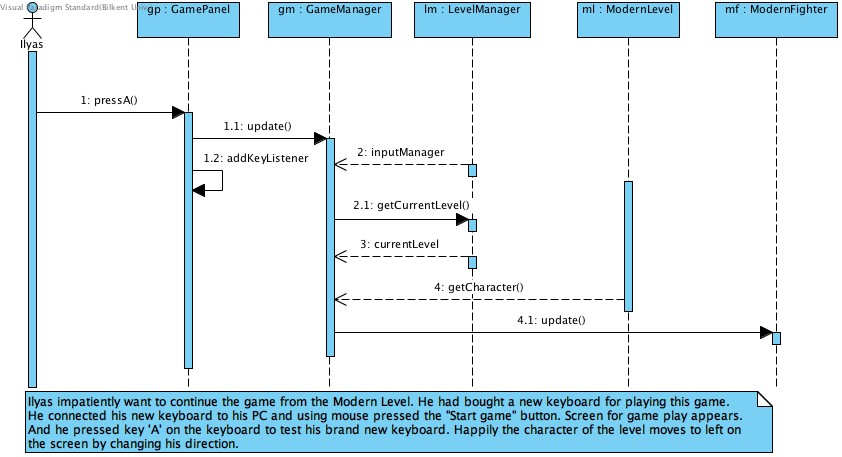 Visual Paradigm Standard(Bilkent Univ.
gp : GamePanel
gm : GameManager
lm : LevelManager
ml : ModernLevel
mf : ModernFighter
Ilyas
1: pressA()
1.1: update()
2: inputManager
1.2: addKeyListener
2.1: getCurrentLevel()
3: currentLevel
4: getCharacter()
4.1: update()
Ilyas impatiently want to continue the game from the Modern Level. He had bought a new keyboard for playing this game.
He connected his new keyboard to his PC and using mouse pressed the "Start game" button. Screen for game play appears.
And he pressed key 'A' on the keyboard to test his brand new keyboard. Happily the character of the level moves to left on
the screen by changing his direction.